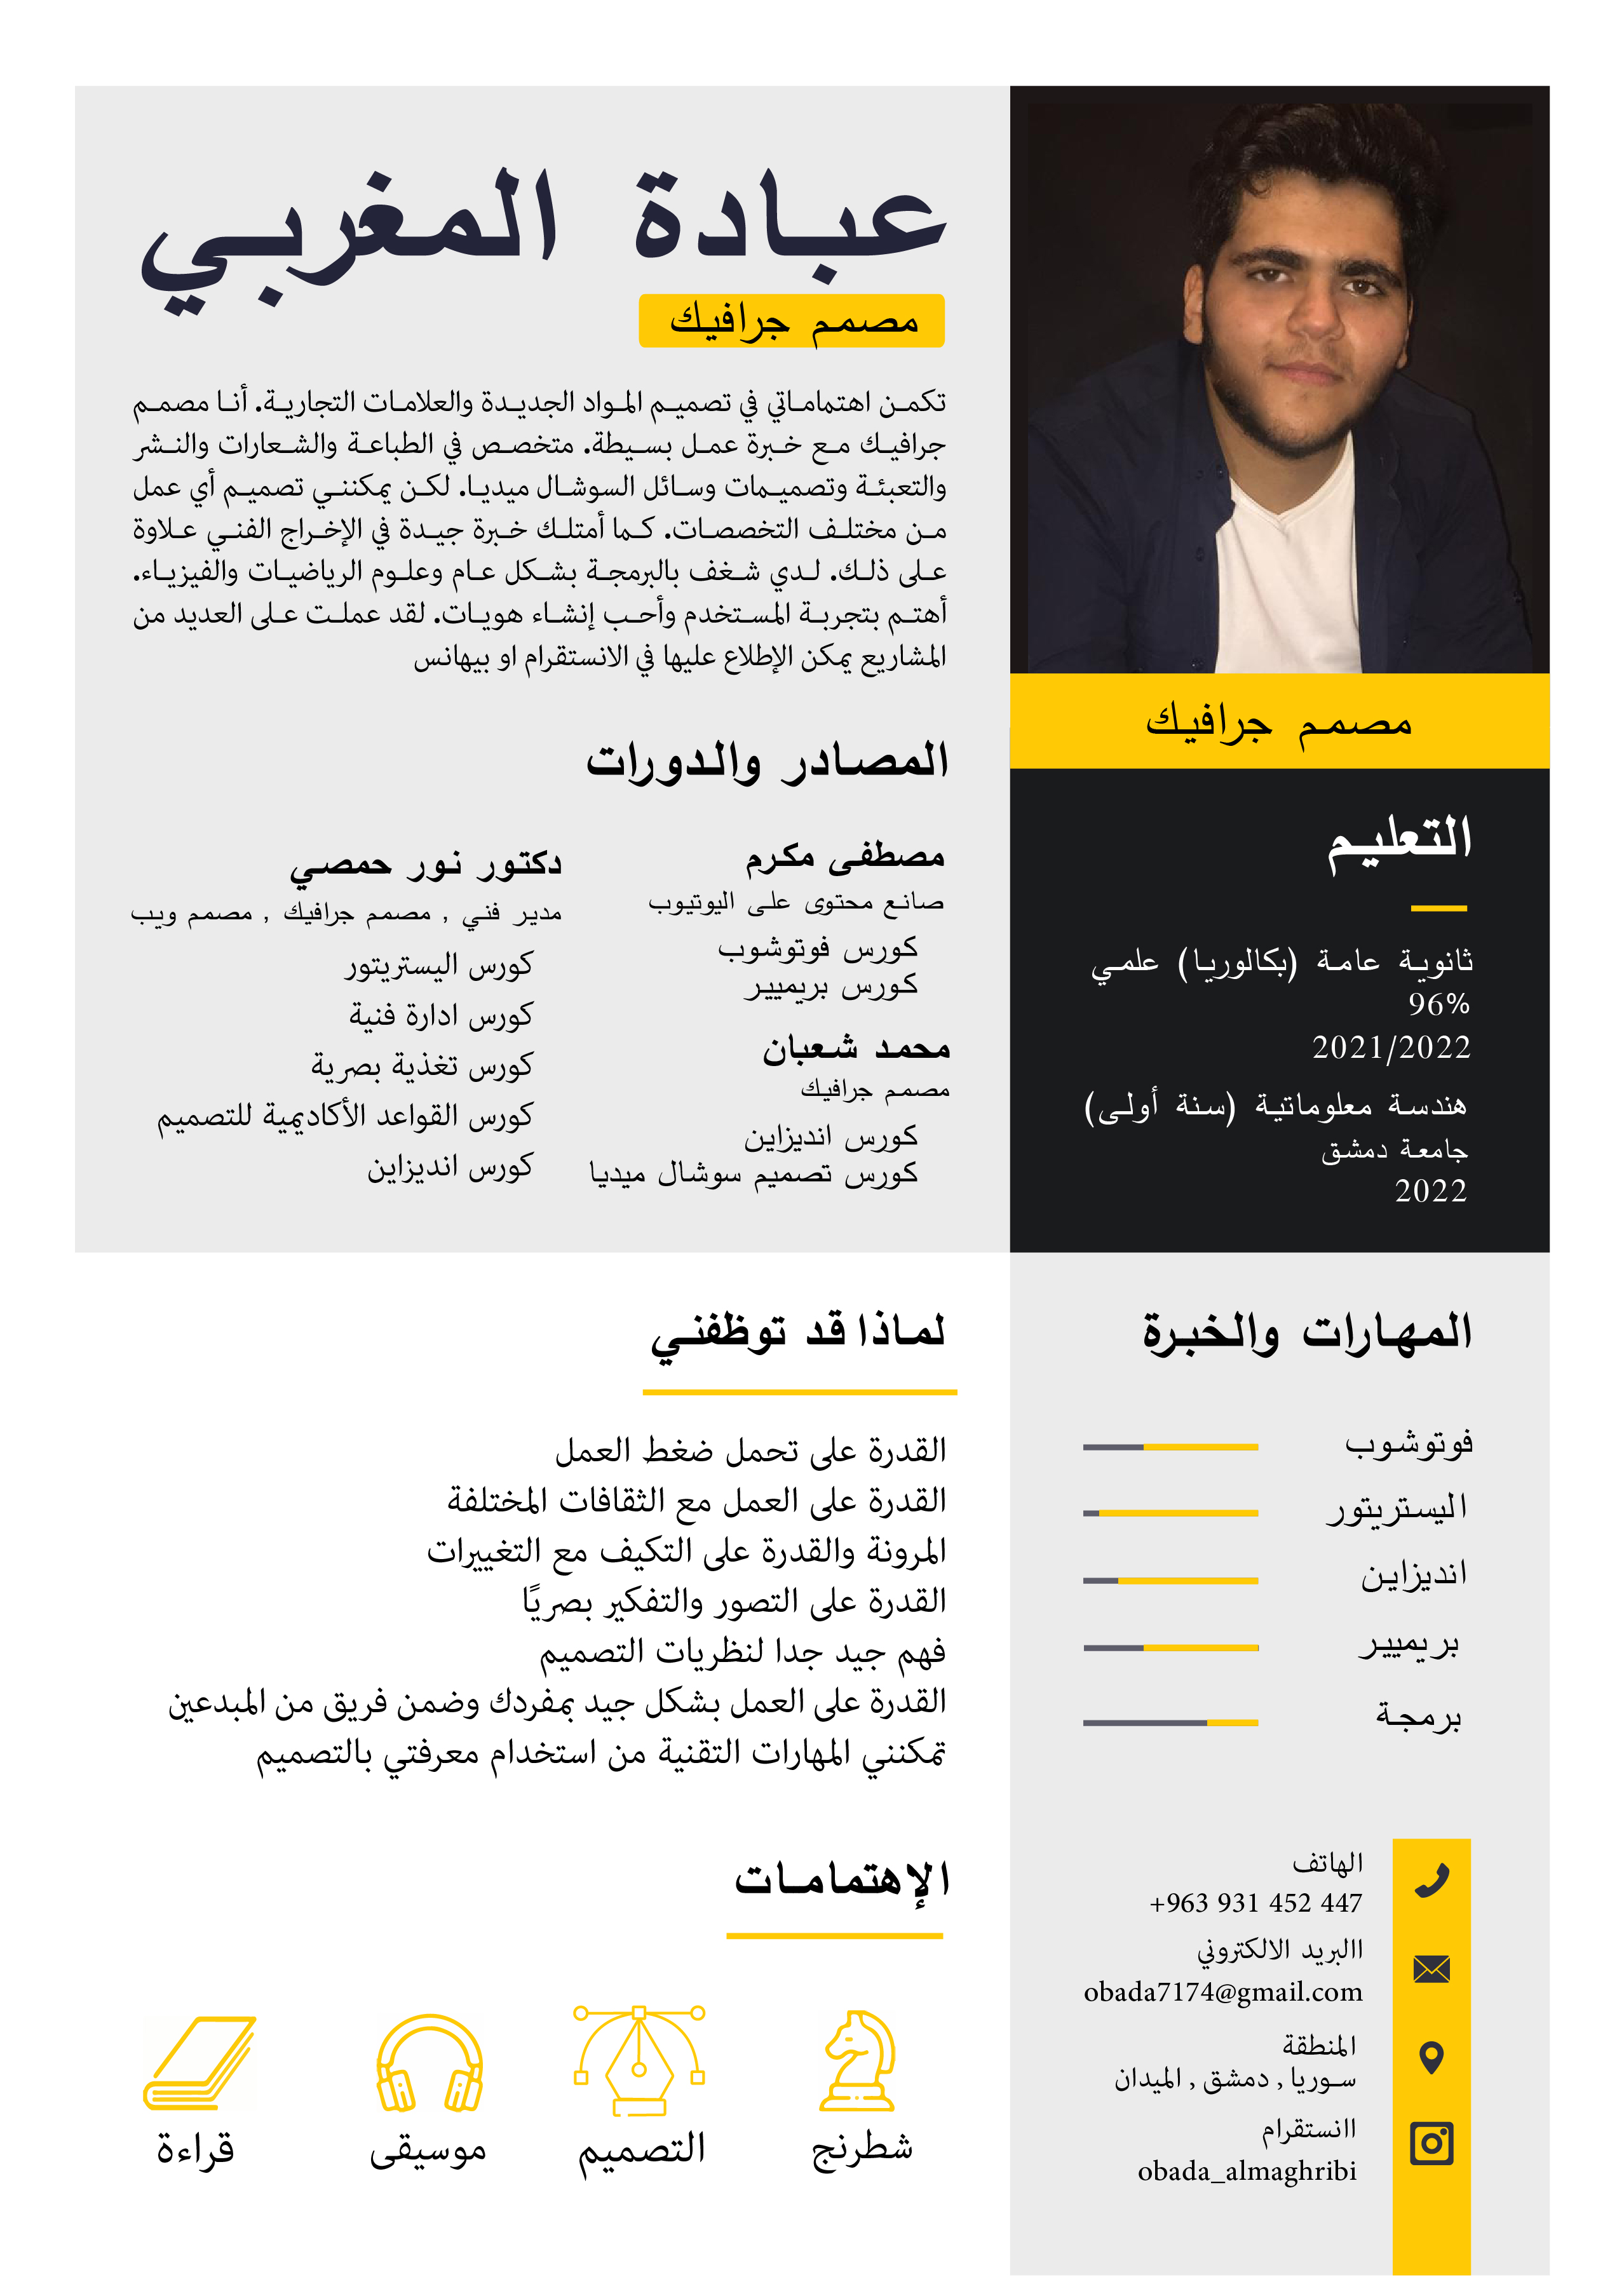 عبادة المغربي
مصمم جرافيك
تكمن اهتماماتي في تصميم المواد الجديدة والعلامات التجارية. أنا مصمم
جرافيك مع خبرة عمل بسيطة. متخصص في الطباعة والشعارات والنشر
والتعبئة وتصميمات وسائل السوشال ميديا. لكن يمكنني تصميم أي عمل
من مختلف التخصصات. كما أمتلك خبرة جيدة في الإخراج الفني علاوة
على ذلك. لدي شغف بالبرمجة بشكل عام وعلوم الرياضيات والفيزياء.
أهتم بتجربة المستخدم وأحب إنشاء هويات. لقد عملت على العديد من
المشاريع يمكن الإطلاع عليها في الانستقرام او بيهانس
مصمم جرافيك
التعليم
ثانوية عامة (بكالوريا) علمي
96%
2021/2022
هندسة معلوماتية (سنة أولى)
جامعة دمشق
2022
المصادر والدورات
مصطفى مكرم
صانع محتوى على اليوتيوب
كورس فوتوشوب
كورس بريميير
محمد شعبان
مصمم جرافيك
كورس انديزاين
كورس تصميم سوشال ميديا
دكتور نور حمصي
مدير فني , مصمم جرافيك , مصمم ويب
كورس اليستريتور
كورس ادارة فنية
كورس تغذية بصرية
كورس القواعد الأكاديمية للتصميم
كورس انديزاين
المهارات والخبرة
فوتوشوب
اليستريتور
انديزاين
بريميير
برمجة
الهاتف
+963 931 452 447
االبريد الالكتروني
obada7174@gmail.com
المنطقة
سوريا , دمشق , الميدان
اانستقرام
obada_almaghribi
لماذا قد توظفني
القدرة على تحمل ضغط العمل
القدرة على العمل مع الثقافات المختلفة
المرونة والقدرة على التكيف مع التغييرات
القدرة على التصور والتفكير بصريًا
فهم جيد جدا لنظريات التصميم
القدرة على العمل بشكل جيد بمفردك وضمن فريق من المبدعين
تمكنني المهارات التقنية من استخدام معرفتي بالتصميم
الإهتمامات
شطرنج
التصميم
موسيقى
قراءة